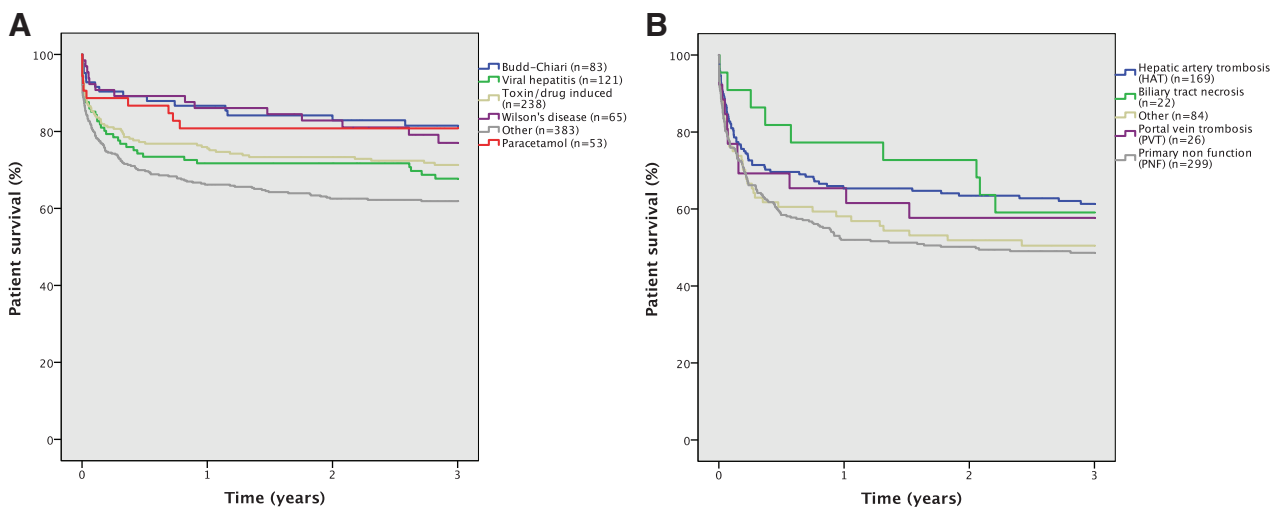 A
100
80
60
40
20
0
0 1 2 3
Patient survival (%)
Time (years)
Budd-Chiari (n=83)
Viral hepatitis (n=121)
Toxin/drug induced
(n=238)
Wilson's disease (n=65)
Other (n=383)
Paracetamol (n=53)
B
100
80
60
40
20
0
0 1 2 3
Patient survival (%)
Time (years)
Hepatic artery trombosis
(HAT) (n=169)
Biliary tract necrosis
(n=22)
Other (n=84)
Portal vein trombosis
(PVT) (n=26)
Primary non function
(PNF) (n=299)